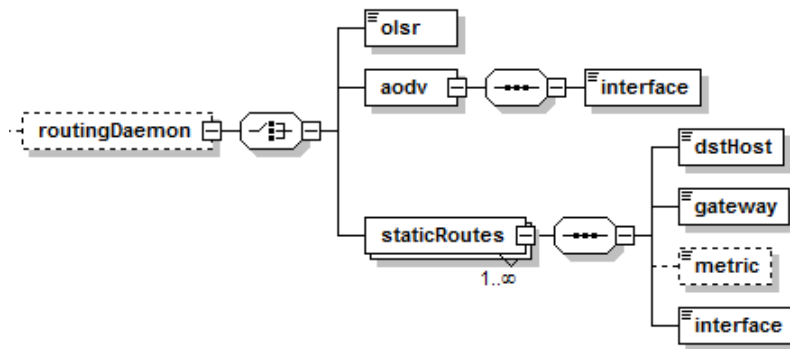 olsr
aodv
interface
routingDaemon
dstHost
gateway
staticRoutes
metric
1..∞
interface